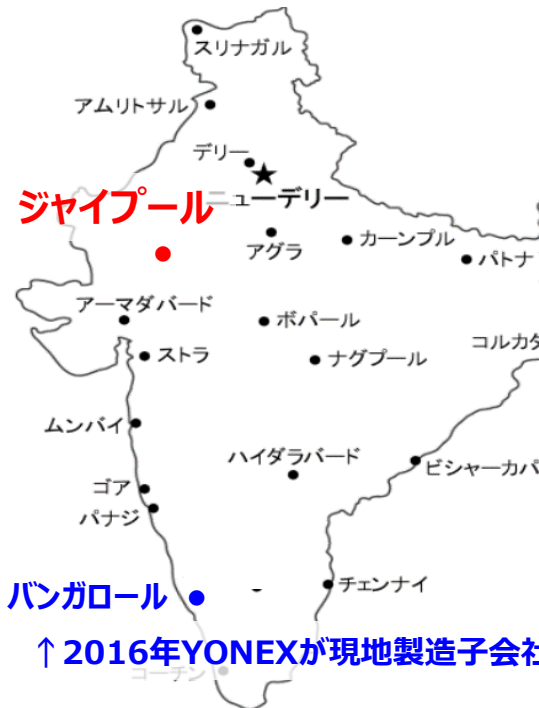 スリナガル
アムリトサル
デリー
★
ニューデリー
ジャイプール
アグラ
カーンプル
パトナ
アーマダバード
ボパール
コルカタ
ストラ
ナグプール
ムンバイ
ハイダラバード
ビシャーカパ
ゴア
パナジ
チェンナイ
バンガロール
↑2016年YONEXが現地製造子会社
コーチン